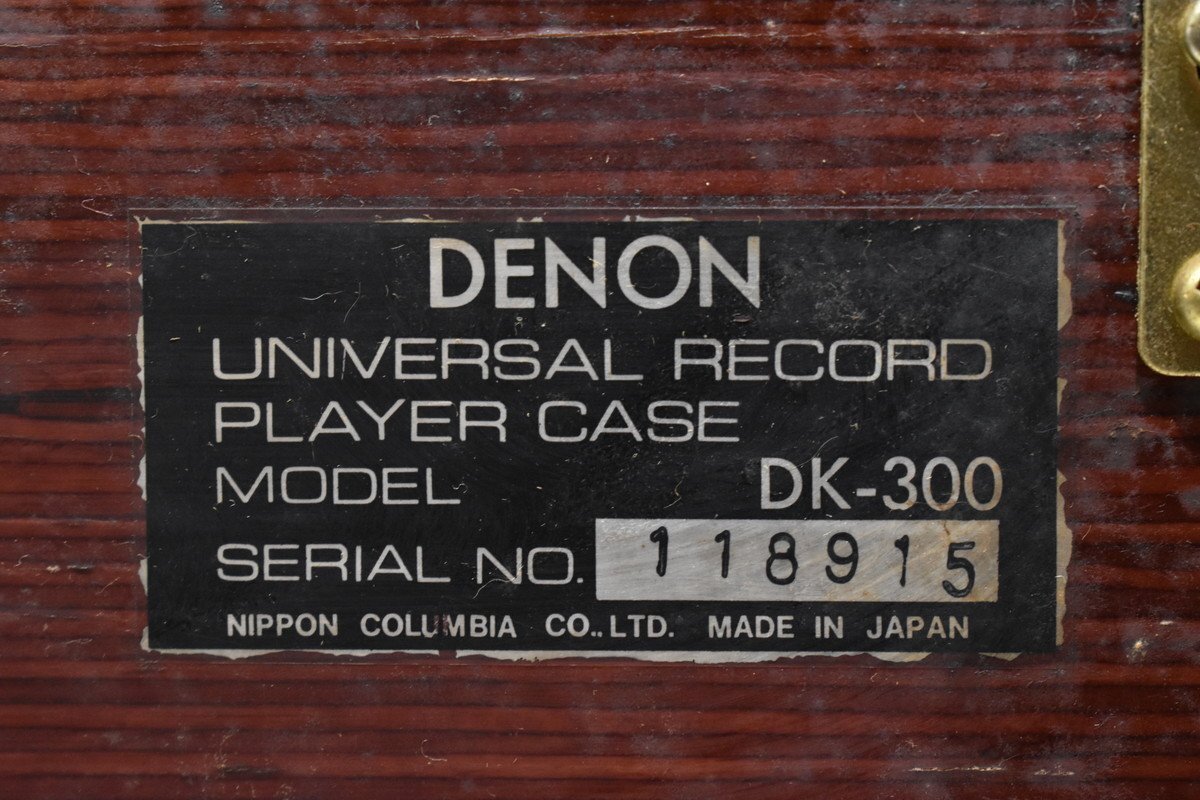 DENON
UNIVERSAL RECORD
PLAYER CASE
MODEL DK-300
SERIAL NO. 118915
NIPPON COLUMBIA CO.,LTD. MADE IN JAPAN